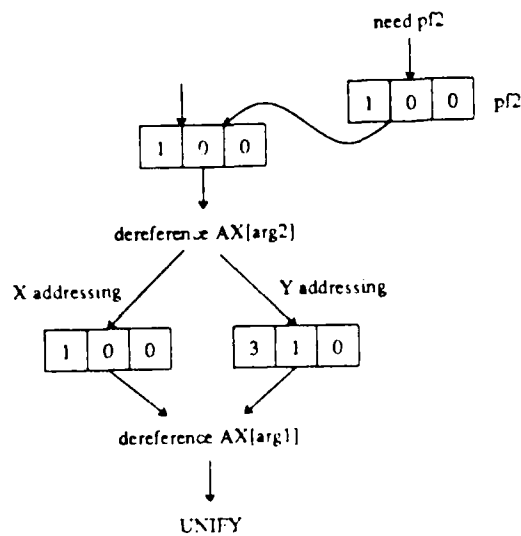 need pf2
1 0 0 pf2
1 0 0
dereference AX[arg2]
X addressing Y addressing
1 0 0 3 1 0
dereference AX[arg1]
UNIFY